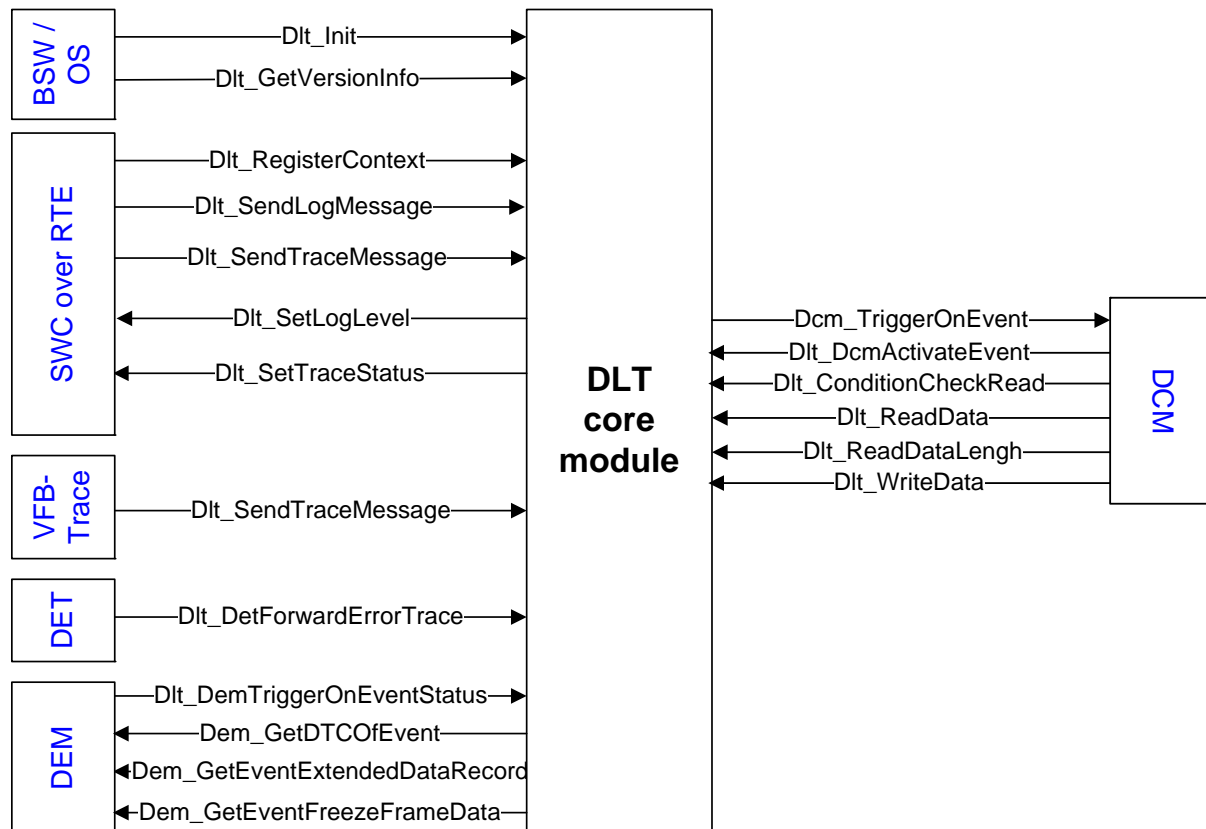 BSW /
OS
Dlt_Init
Dlt_GetVersionInfo
SWC over RTE
Dlt_RegisterContext
Dlt_SendLogMessage
Dlt_SendTraceMessage
Dlt_SetLogLevel
Dlt_SetTraceStatus
VFB-
Trace
Dlt_SendTraceMessage
DET
Dlt_DetForwardErrorTrace
DEM
Dlt_DemTriggerOnEventStatus
Dem_GetDTCOfEvent
Dem_GetEventExtendedDataRecord
Dem_GetEventFreezeFrameData
DLT
core
module
Dcm_TriggerOnEvent
Dlt_DcmActivateEvent
Dlt_ConditionCheckRead
Dlt_ReadData
Dlt_ReadDataLengh
Dlt_WriteData
DCM